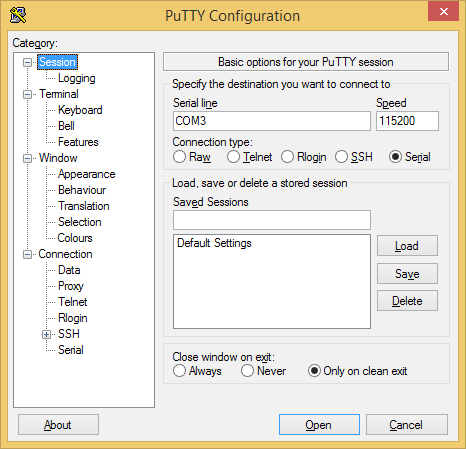 PuTTY Configuration
Category:
Session
Logging
Terminal
Keyboard
Bell
Features
Window
Appearance
Behaviour
Translation
Selection
Colours
Connection
Data
Proxy
Telnet
Rlogin
SSH
Serial
Basic options for your PuTTY session
Specify the destination you want to connect to
Serial line Speed
COM3 115200
Connection type:
Raw Telnet Rlogin SSH Serial
Load, save or delete a stored session
Saved Sessions
Default Settings
Load
Save
Delete
Close window on exit:
Always Never Only on clean exit
About Open Cancel